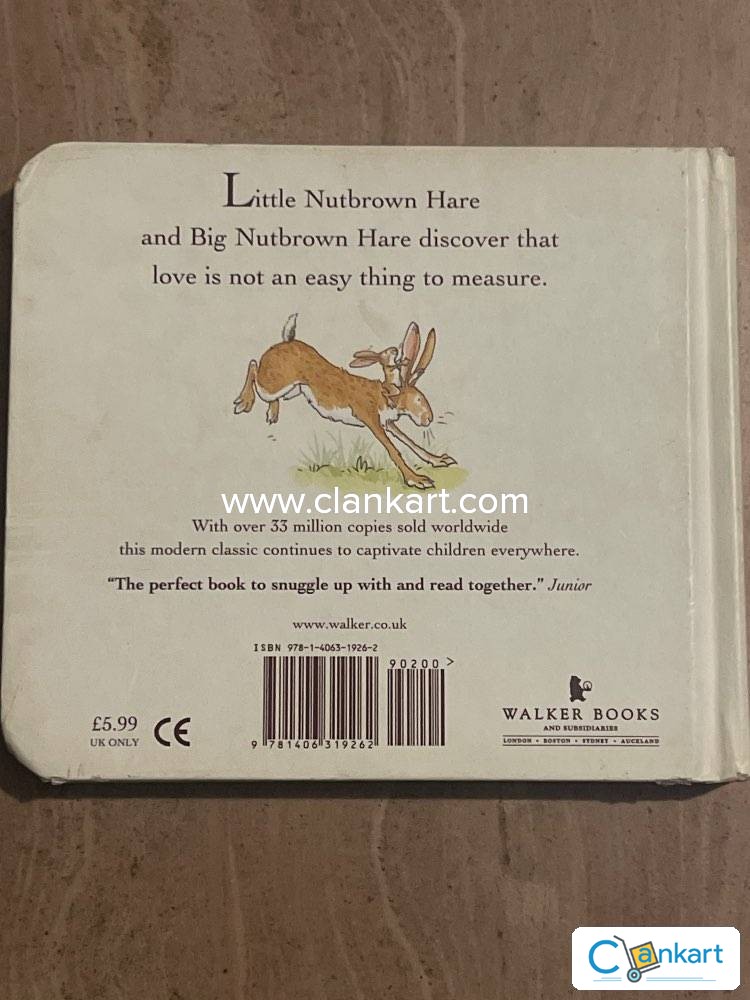 Little Nutbrown Hare
and Big Nutbrown Hare discover that
love is not an easy thing to measure.
www.clankart.com
With over 33 million copies sold worldwide
this modern classic continues to captivate children everywhere.
“The perfect book to snuggle up with and read together.” Junior
www.walker.co.uk
ISBN 978-1-4063-1926-2
90200 >
9 781406 319262
£5.99
UK ONLY
CE
WALKER BOOKS
AND SUBSIDIARIES
LONDON • BOSTON • SYDNEY • AUCKLAND
Clankart